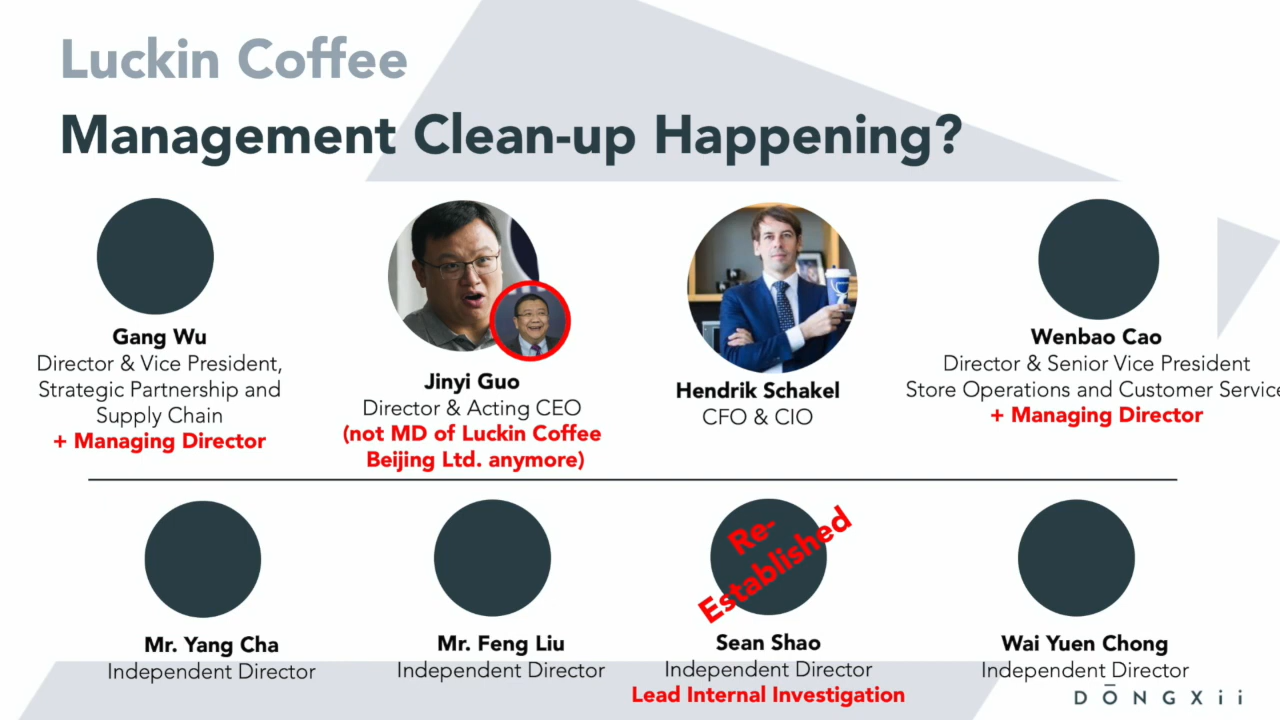 Luckin Coffee
Management Clean-up Happening?
Gang Wu
Director & Vice President,
Strategic Partnership and
Supply Chain
+ Managing Director
Jinyi Guo
Director & Acting CEO
(not MD of Luckin Coffee
Beijing Ltd. anymore)
Hendrik Schakel
CFO & CIO
Wenbao Cao
Director & Senior Vice President
Store Operations and Customer Service
+ Managing Director
Mr. Yang Cha
Independent Director
Mr. Feng Liu
Independent Director
Re-
Established
Sean Shao
Independent Director
Lead Internal Investigation
Wai Yuen Chong
Independent Director
DŌNGXii